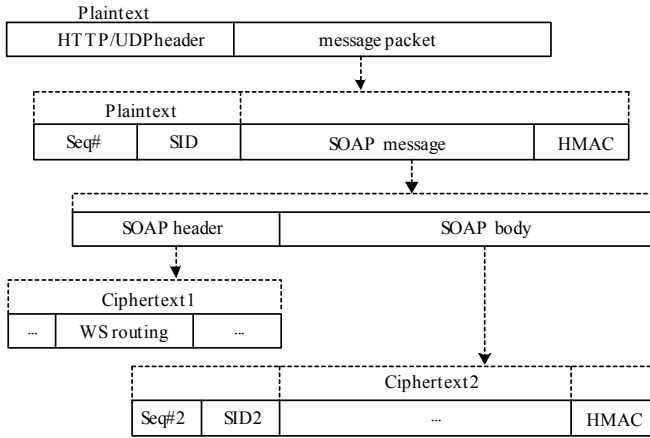 Plaintext
HTTP/UDPheader message packet
Plaintext
Seq# SID SOAP message HMAC
SOAP header SOAP body
Ciphertext1
... WS routing ...
Ciphertext2
Seq#2 SID2 ... HMAC